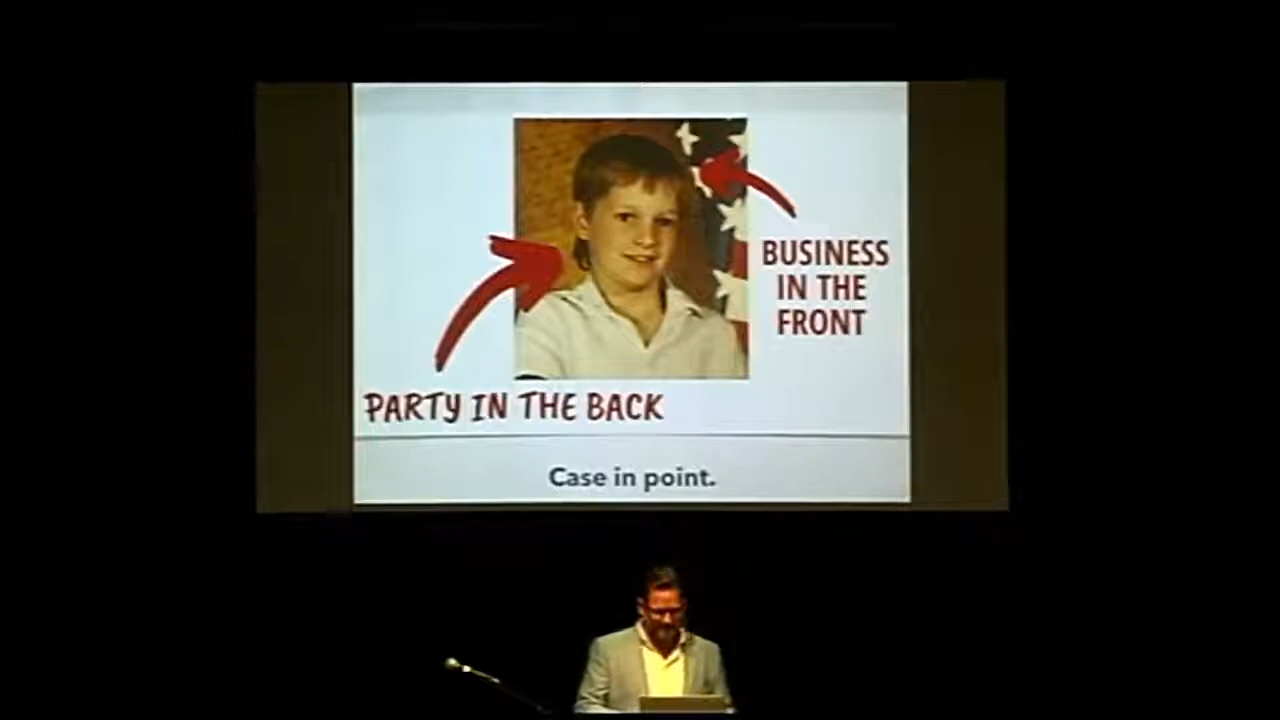 BUSINESS
IN THE
FRONT
PARTY IN THE BACK
Case in point.